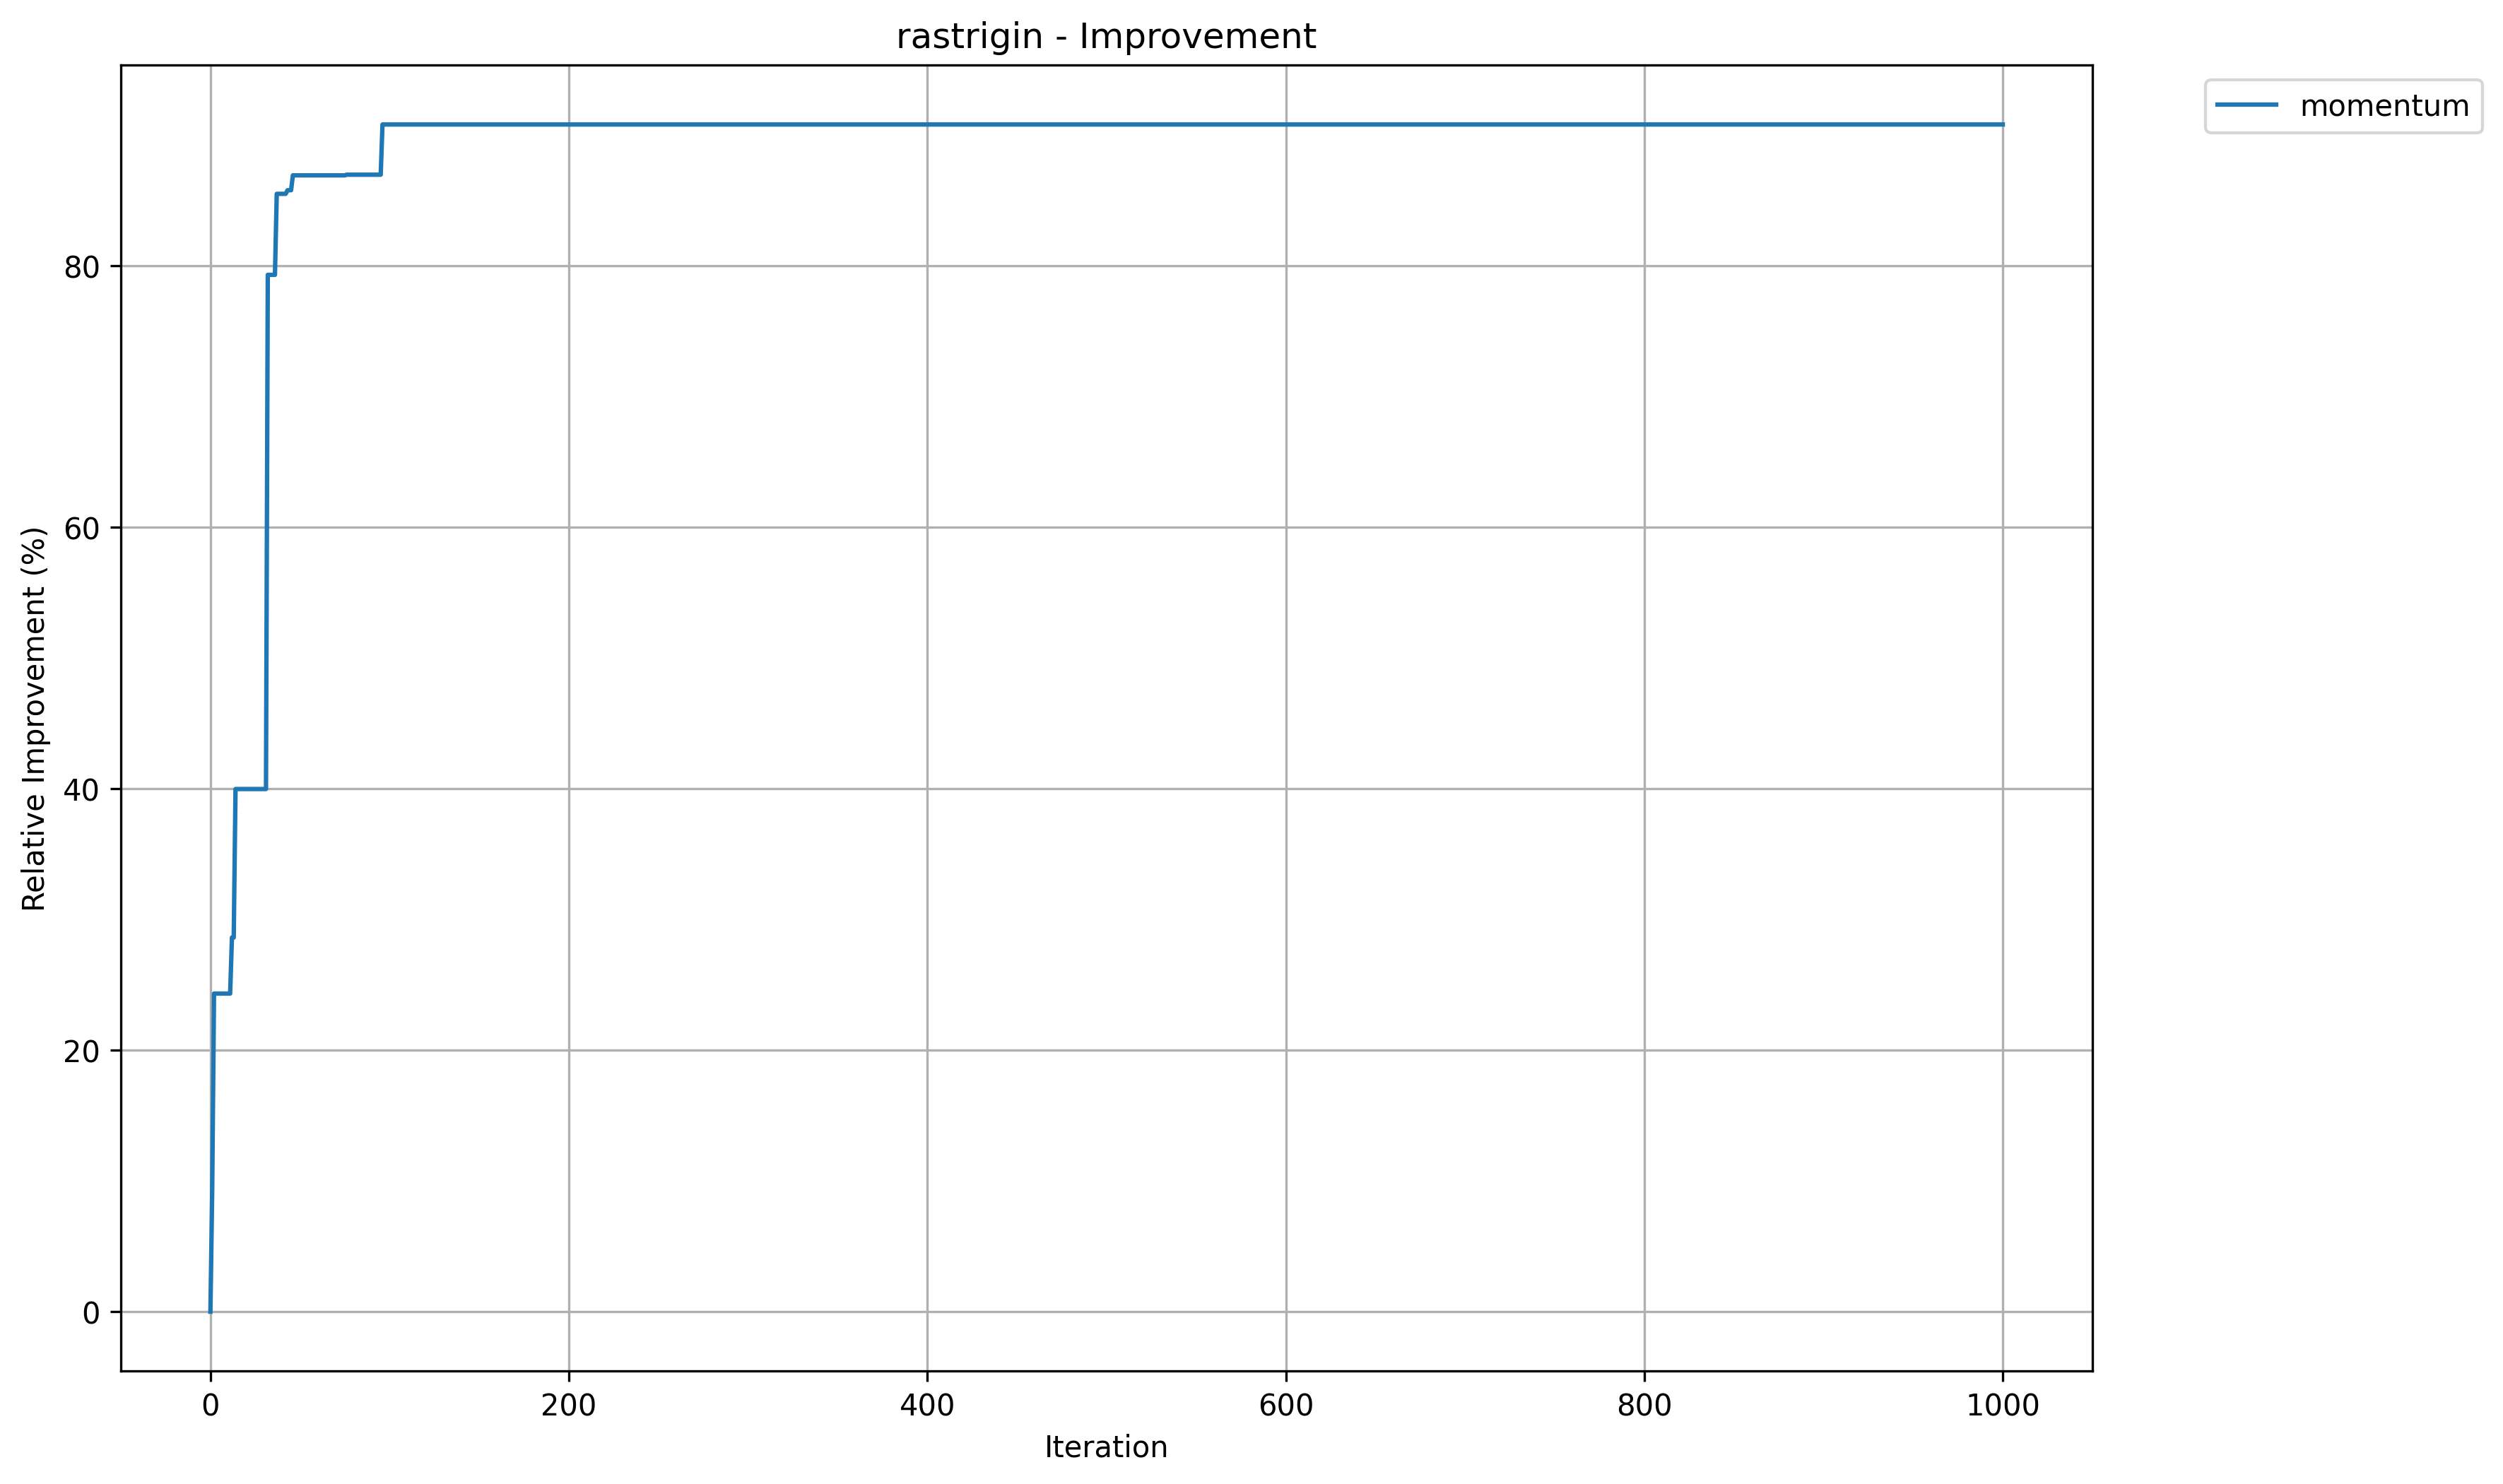 rastrigin - Improvement
momentum
Relative Improvement (%)
80
60
40
20
0
0 200 400 600 800 1000
Iteration